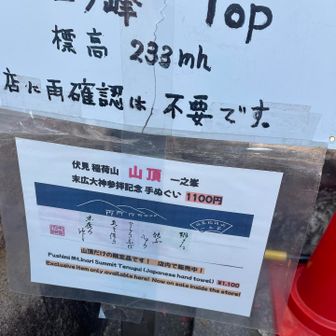 ノ峰 Top
標高 233mh
店に再確認は不要です。
伏見 稲荷山 山頂 一之峯
末広大神参拝記念 手ぬぐい 1100円
山頂だけの限定品です! 店内で販売中!
Fushimi Mt.Inari Summit Tenugui (Japanese hand towel) ¥1,100
Exclusive item only available here! Now on sale inside the store!